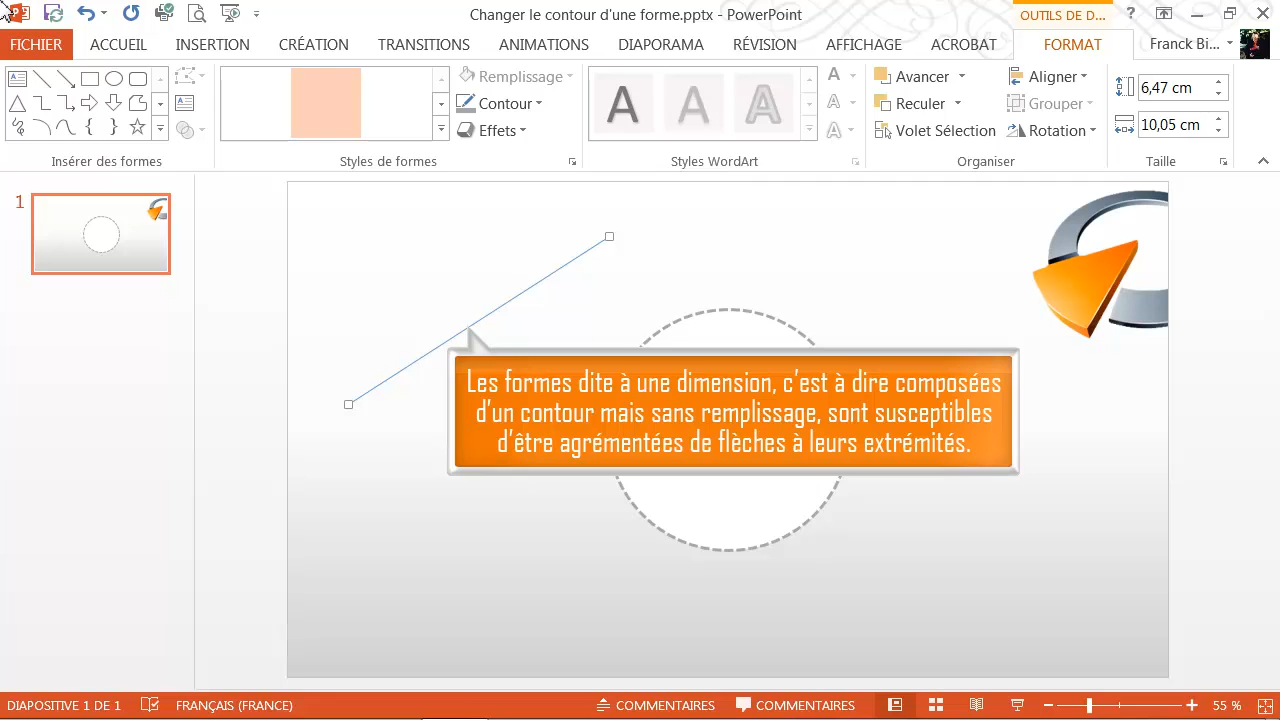 Changer le contour d'une forme.pptx - PowerPoint
OUTILS DE D...
?
FICHIER
ACCUEIL
INSERTION
CRÉATION
TRANSITIONS
ANIMATIONS
DIAPORAMA
RÉVISION
AFFICHAGE
ACROBAT
FORMAT
Franck Bi...
Remplissage
Contour
Effets
A A A
Avancer
Reculer
Volet Sélection
Aligner
Grouper
Rotation
6,47 cm
10,05 cm
Insérer des formes
Styles de formes
Styles WordArt
Organiser
Taille
1
Les formes dite à une dimension, c'est à dire composées
d'un contour mais sans remplissage, sont susceptibles
d'être agrémentées de flèches à leurs extrémités.
DIAPOSITIVE 1 DE 1
FRANÇAIS (FRANCE)
COMMENTAIRES
COMMENTAIRES
55 %